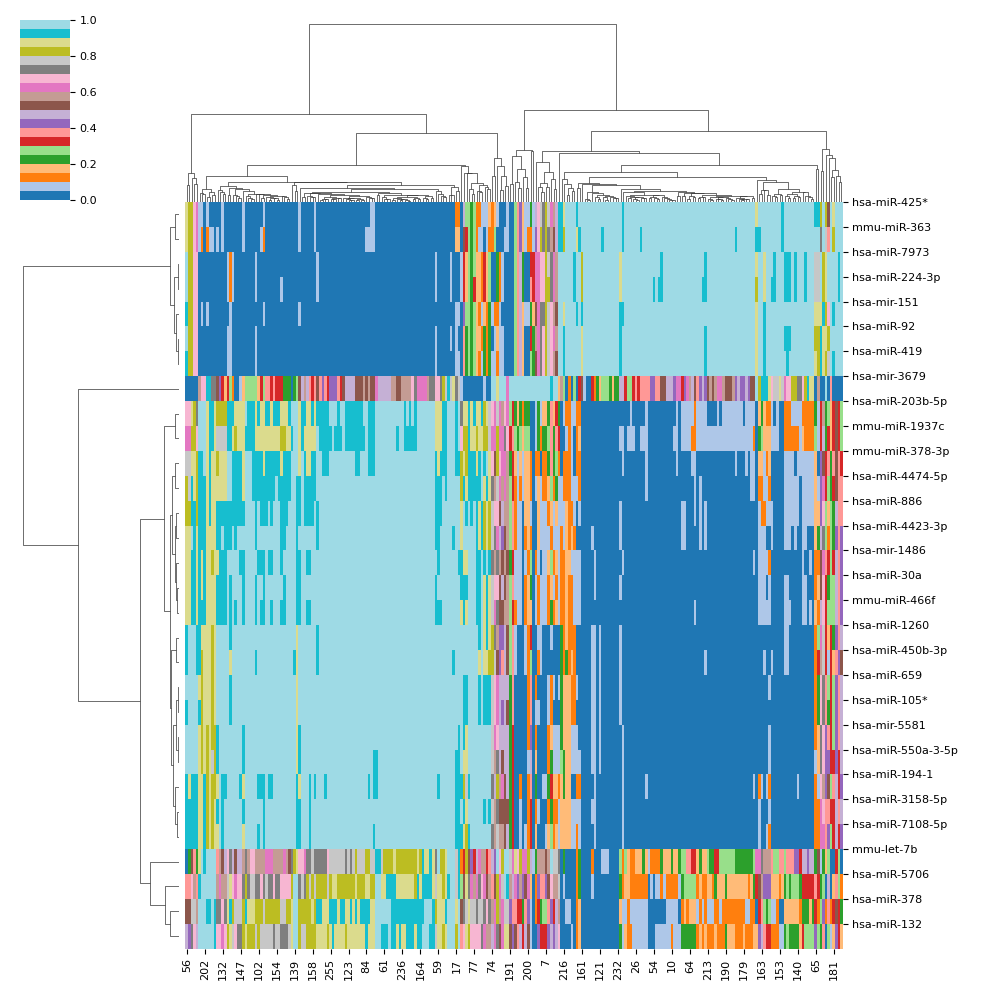 1.0
0.8
0.6
0.4
0.2
0.0
hsa-miR-425*
mmu-miR-363
hsa-miR-7973
hsa-miR-224-3p
hsa-mir-151
hsa-miR-92
hsa-miR-419
hsa-mir-3679
hsa-miR-203b-5p
mmu-miR-1937c
mmu-miR-378-3p
hsa-miR-4474-5p
hsa-miR-886
hsa-miR-4423-3p
hsa-mir-1486
hsa-miR-30a
mmu-miR-466f
hsa-miR-1260
hsa-miR-450b-3p
hsa-miR-659
hsa-miR-105*
hsa-mir-5581
hsa-miR-550a-3-5p
hsa-miR-194-1
hsa-miR-3158-5p
hsa-miR-7108-5p
mmu-let-7b
hsa-miR-5706
hsa-miR-378
hsa-miR-132
56 202 132 147 102 154 139 158 255 123 84 61 236 164 59 17 77 74 191 200 7 216 161 121 232 26 54 10 64 213 190 179 163 153 140 65 181